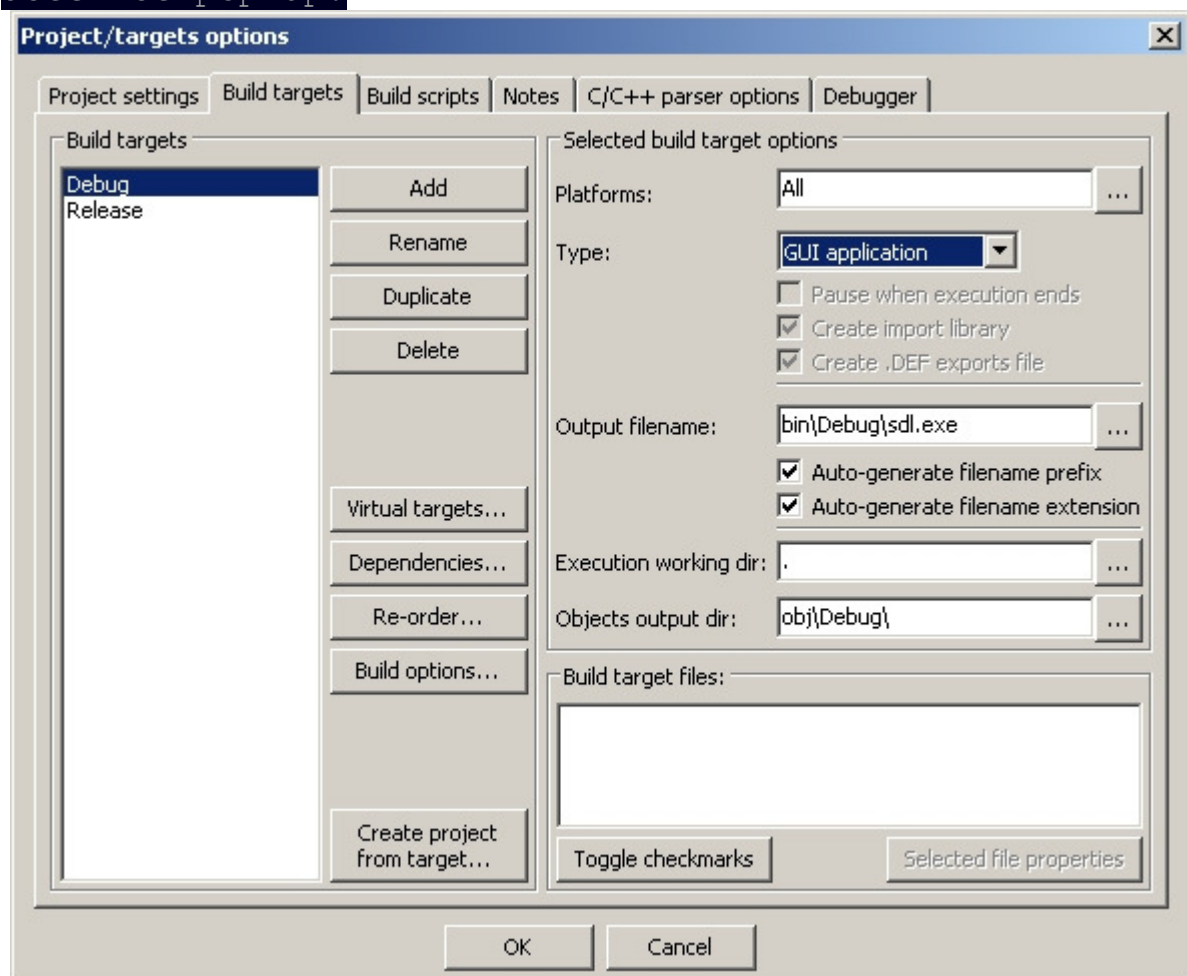 Project/targets options
Project settings Build targets Build scripts Notes C/C++ parser options Debugger
Build targets
Debug
Release
Add
Rename
Duplicate
Delete
Virtual targets...
Dependencies...
Re-order...
Build options...
Create project
from target...
Selected build target options
Platforms: All ...
Type: GUI application
Pause when execution ends
Create import library
Create .DEF exports file
Output filename: bin\Debug\sdl.exe ...
Auto-generate filename prefix
Auto-generate filename extension
Execution working dir: . ...
Objects output dir: obj\Debug\ ...
Build target files:
Toggle checkmarks Selected file properties
OK Cancel